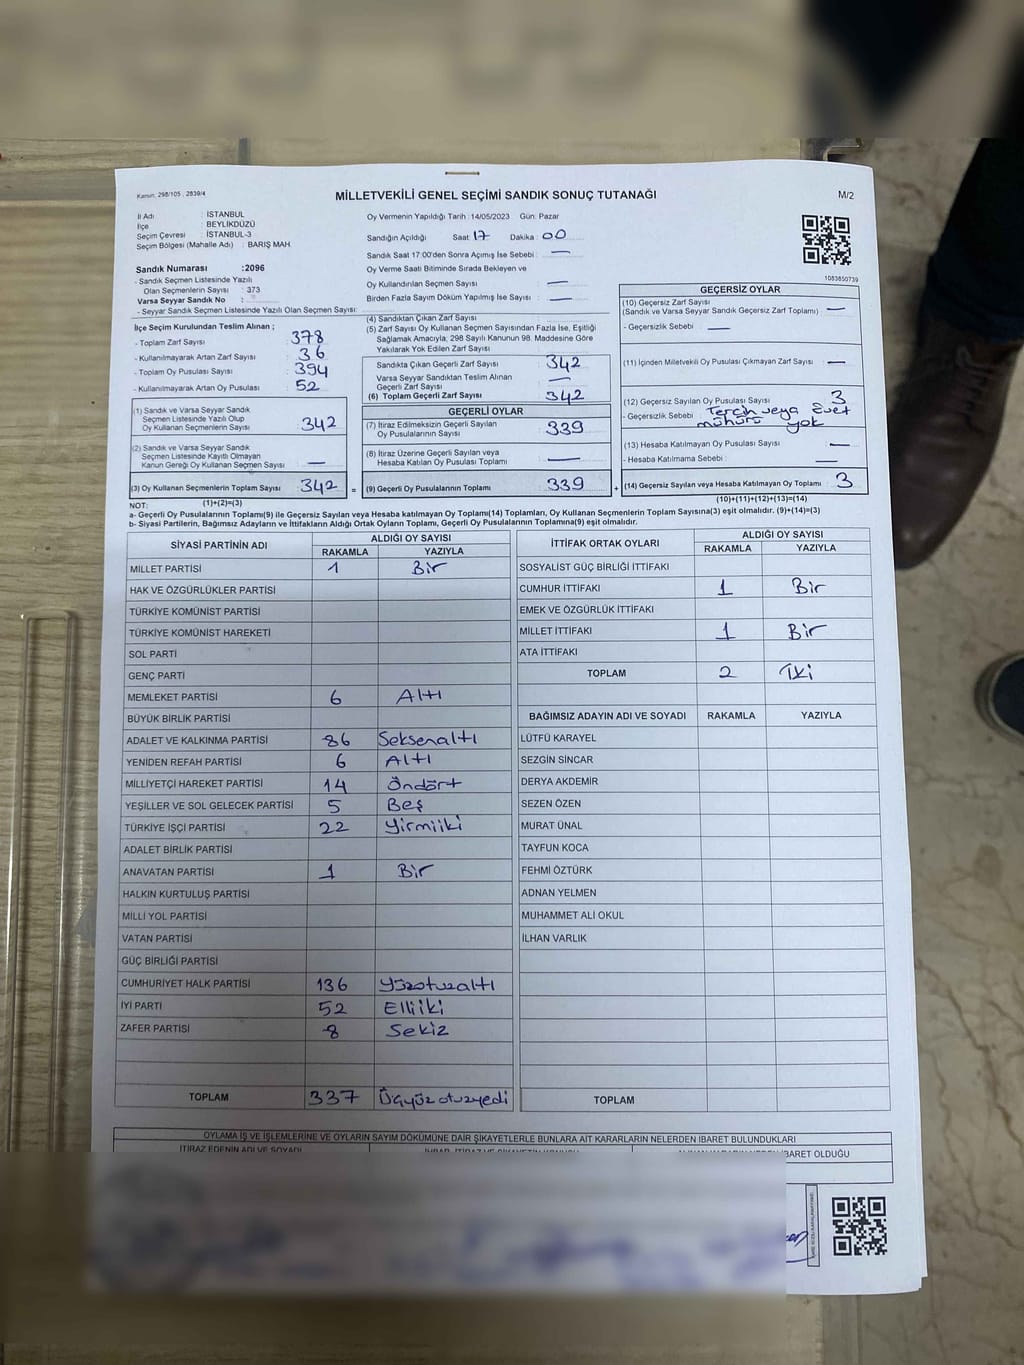 Kanun: 298/105 , 2839/4
MİLLETVEKİLİ GENEL SEÇİMİ SANDIK SONUÇ TUTANAĞI
M/2
İl Adı : İSTANBUL
İlçe : BEYLİKDÜZÜ
Seçim Çevresi : İSTANBUL-3
Seçim Bölgesi (Mahalle Adı) : BARIŞ MAH.
Sandık Numarası :2096
- Sandık Seçmen Listesinde Yazılı
Olan Seçmenlerin Sayısı : 373
Varsa Seyyar Sandık No :
- Seyyar Sandık Seçmen Listesinde Yazılı Olan Seçmen Sayısı:
Oy Vermenin Yapıldığı Tarih : 14/05/2023 Gün: Pazar
Sandığın Açıldığı Saat: 17 Dakika: 00
Sandık Saat 17:00'den Sonra Açımış İse Sebebi : —
Oy Verme Saati Bitiminde Sırada Bekleyen ve
Oy Kullandırılan Seçmen Sayısı : —
Birden Fazla Sayım Döküm Yapılmış İse Sayısı : —
1083850739
İlçe Seçim Kurulundan Teslim Alınan ;
- Toplam Zarf Sayısı : 378
- Kullanılmayarak Artan Zarf Sayısı : 36
- Toplam Oy Pusulası Sayısı : 394
- Kullanılmayarak Artan Oy Pusulası : 52
(1) Sandık ve Varsa Seyyar Sandık
Seçmen Listesinde Yazılı Olup
Oy Kullanan Seçmenlerin Sayısı : 342
(2) Sandık ve Varsa Seyyar Sandık
Seçmen Listesinde Kayıtlı Olmayan
Kanun Gereği Oy Kullanan Seçmen Sayısı : —
(3) Oy Kullanan Seçmenlerin Toplam Sayısı : 342
(1)+(2)=(3)
(4) Sandıktan Çıkan Zarf Sayısı :
(5) Zarf Sayısı Oy Kullanan Seçmen Sayısından Fazla İse, Eşitliği
Sağlamak Amacıyla, 298 Sayılı Kanunun 98. Maddesine Göre
Yakılarak Yok Edilen Zarf Sayısı :
Sandıkta Çıkan Geçerli Zarf Sayısı : 342
Varsa Seyyar Sandıktan Teslim Alınan
Geçerli Zarf Sayısı : —
(6) Toplam Geçerli Zarf Sayısı : 342
GEÇERLİ OYLAR
(7) İtiraz Edilmeksizin Geçerli Sayılan
Oy Pusulalarının Sayısı : 339
(8) İtiraz Üzerine Geçerli Sayılan veya
Hesaba Katılan Oy Pusulası Toplamı : —
= (9) Geçerli Oy Pusulalarının Toplamı : 339
GEÇERSİZ OYLAR
(10) Geçersiz Zarf Sayısı
(Sandık ve Varsa Seyyar Sandık Geçersiz Zarf Toplamı) : —
- Geçersizlik Sebebi : —
(11) İçinden Milletvekili Oy Pusulası Çıkmayan Zarf Sayısı : —
(12) Geçersiz Sayılan Oy Pusulası Sayısı : 3
- Geçersizlik Sebebi : Tercih veya Evet
mühürü yok
(13) Hesaba Katılmayan Oy Pusulası Sayısı : —
- Hesaba Katılmama Sebebi : —
+ (14) Geçersiz Sayılan veya Hesaba Katılmayan Oy Toplamı : 3
(10)+(11)+(12)+(13)=(14)
NOT:
a- Geçerli Oy Pusulalarının Toplamı(9) ile Geçersiz Sayılan veya Hesaba katılmayan Oy Toplamı(14) Toplamları, Oy Kullanan Seçmenlerin Toplam Sayısına(3) eşit olmalıdır. (9)+(14)=(3)
b- Siyasi Partilerin, Bağımsız Adayların ve İttifakların Aldığı Ortak Oyların Toplamı, Geçerli Oy Pusulalarının Toplamına(9) eşit olmalıdır.
SİYASİ PARTİNİN ADI ALDIĞI OY SAYISI
RAKAMLA YAZIYLA
MİLLET PARTİSİ 1 Bir
HAK VE ÖZGÜRLÜKLER PARTİSİ
TÜRKİYE KOMÜNİST PARTİSİ
TÜRKİYE KOMÜNİST HAREKETİ
SOL PARTİ
GENÇ PARTİ
MEMLEKET PARTİSİ 6 Altı
BÜYÜK BİRLİK PARTİSİ
ADALET VE KALKINMA PARTİSİ 86 Seksenaltı
YENİDEN REFAH PARTİSİ 6 Altı
MİLLİYETÇİ HAREKET PARTİSİ 14 Öndört
YEŞİLLER VE SOL GELECEK PARTİSİ 5 Beş
TÜRKİYE İŞÇİ PARTİSİ 22 Yirmiiki
ADALET BİRLİK PARTİSİ
ANAVATAN PARTİSİ 1 Bir
HALKIN KURTULUŞ PARTİSİ
MİLLİ YOL PARTİSİ
VATAN PARTİSİ
GÜÇ BİRLİĞİ PARTİSİ
CUMHURİYET HALK PARTİSİ 136 Yüzotuzaltı
İYİ PARTİ 52 Elliiki
ZAFER PARTİSİ 8 Sekiz
TOPLAM 337 Üçyüzotuzyedi
İTTİFAK ORTAK OYLARI ALDIĞI OY SAYISI
RAKAMLA YAZIYLA
SOSYALİST GÜÇ BİRLİĞİ İTTİFAKI
CUMHUR İTTİFAKI 1 Bir
EMEK VE ÖZGÜRLÜK İTTİFAKI
MİLLET İTTİFAKI 1 Bir
ATA İTTİFAKI
TOPLAM 2 İki
BAĞIMSIZ ADAYIN ADI VE SOYADI RAKAMLA YAZIYLA
LÜTFÜ KARAYEL
SEZGİN SİNCAR
DERYA AKDEMİR
SEZEN ÖZEN
MURAT ÜNAL
TAYFUN KOCA
FEHMİ ÖZTÜRK
ADNAN YELMEN
MUHAMMET ALİ OKUL
İLHAN VARLIK
TOPLAM
OYLAMA İŞ VE İŞLEMLERİNE VE OYLARIN SAYIM DÖKÜMÜNE DAİR ŞİKAYETLERLE BUNLARA AİT KARARLARIN NELERDEN İBARET BULUNDUKLARI
İTİRAZ EDENİN ADI VE SOYADI
İBARET OLDUĞU